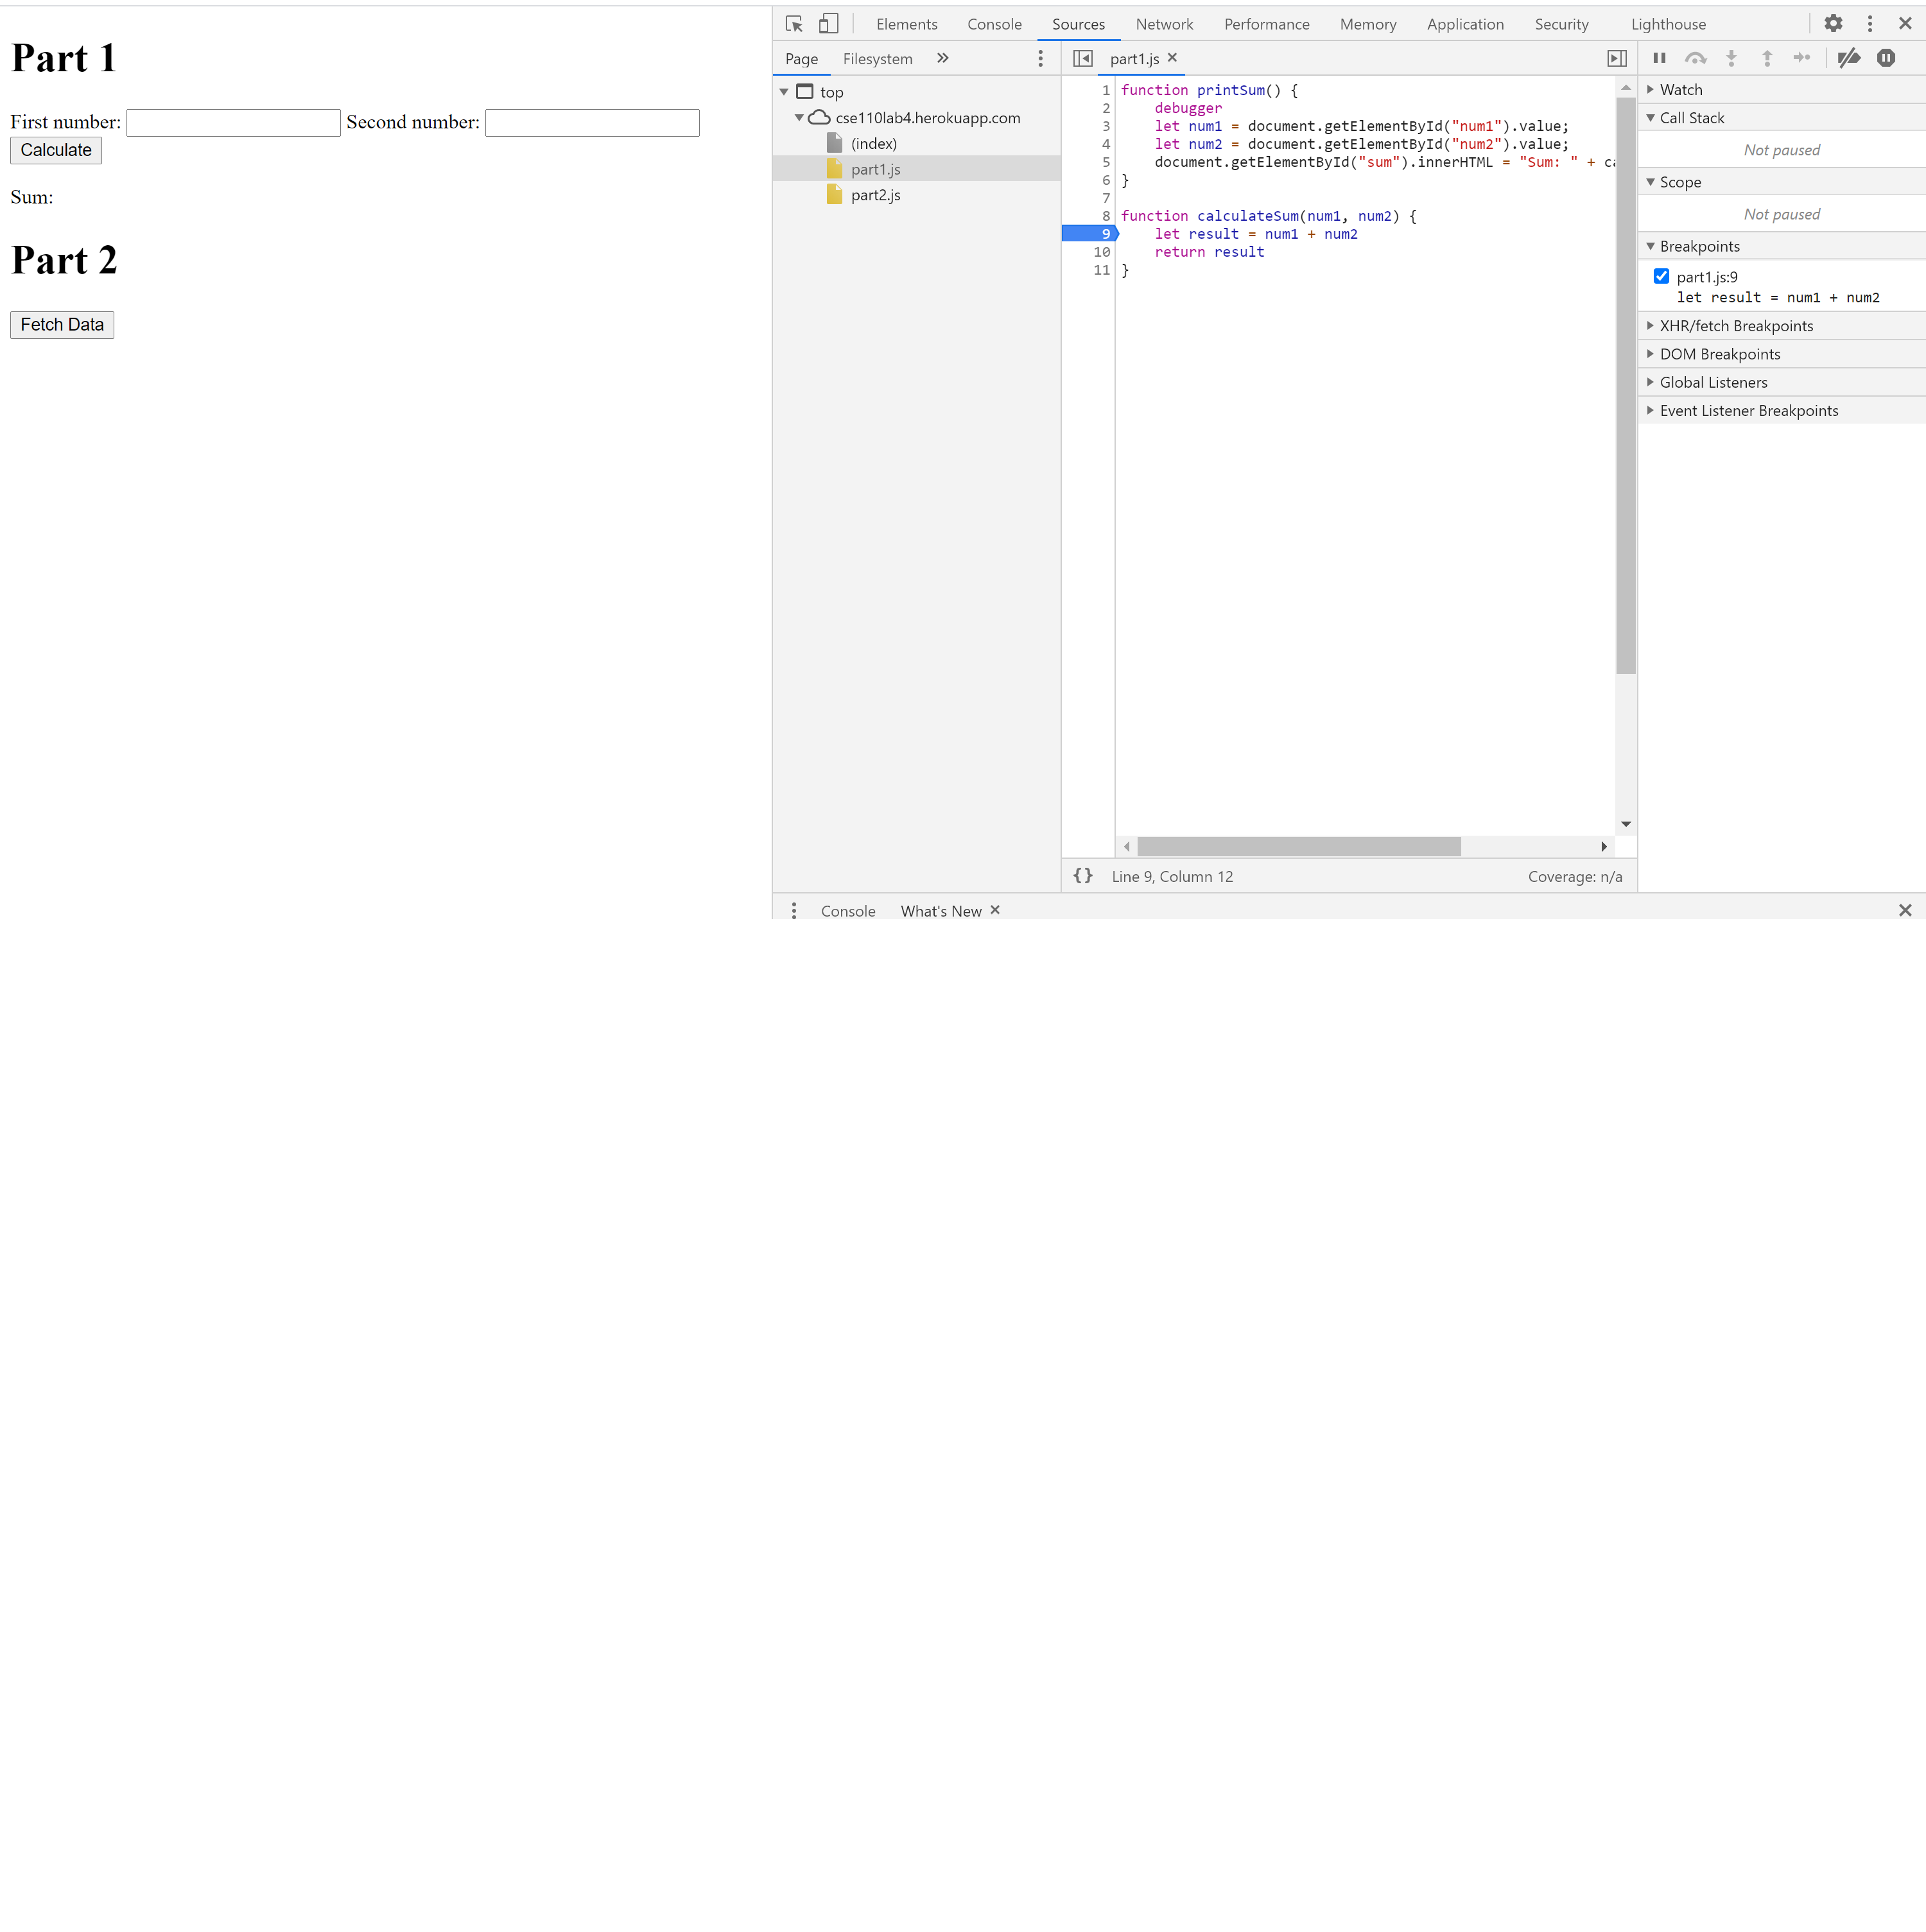 Part 1
First number: Second number:
Calculate
Sum:
Part 2
Fetch Data
Elements Console Sources Network Performance Memory Application Security Lighthouse
Page Filesystem
top
cse110lab4.herokuapp.com
(index)
part1.js
part2.js
part1.js
1 function printSum() {
2 debugger
3 let num1 = document.getElementById("num1").value;
4 let num2 = document.getElementById("num2").value;
5 document.getElementById("sum").innerHTML = "Sum: " + ca
6 }
7
8 function calculateSum(num1, num2) {
9 let result = num1 + num2
10 return result
11 }
{} Line 9, Column 12 Coverage: n/a
Watch
Call Stack
Not paused
Scope
Not paused
Breakpoints
part1.js:9
let result = num1 + num2
XHR/fetch Breakpoints
DOM Breakpoints
Global Listeners
Event Listener Breakpoints
Console What's New